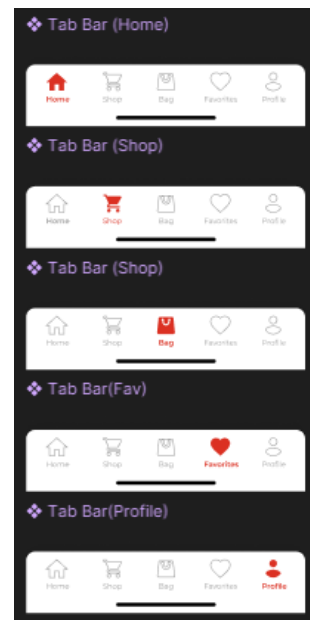 Tab Bar (Home)
Home Shop Bag Favorites Profile
Tab Bar (Shop)
Home Shop Bag Favorites Profile
Tab Bar (Shop)
Home Shop Bag Favorites Profile
Tab Bar(Fav)
Home Shop Bag Favorites Profile
Tab Bar(Profile)
Home Shop Bag Favorites Profile